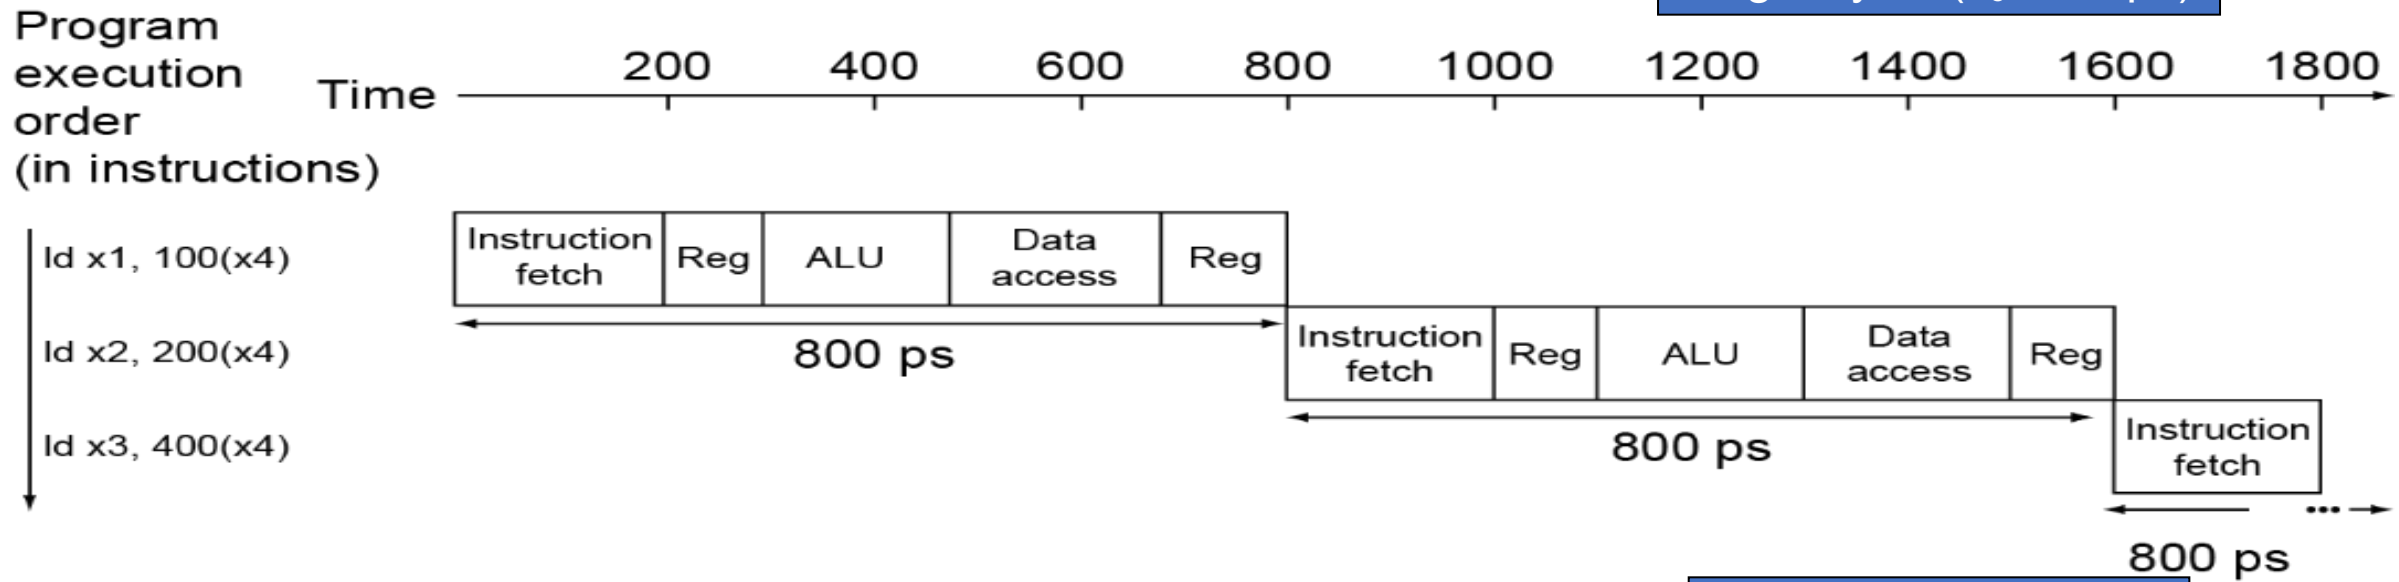 Program
execution
order
(in instructions)
Time
200 400 600 800 1000 1200 1400 1600 1800
ld x1, 100(x4)
Instruction
fetch
Reg
ALU
Data
access
Reg
800 ps
ld x2, 200(x4)
Instruction
fetch
Reg
ALU
Data
access
Reg
800 ps
ld x3, 400(x4)
Instruction
fetch
800 ps